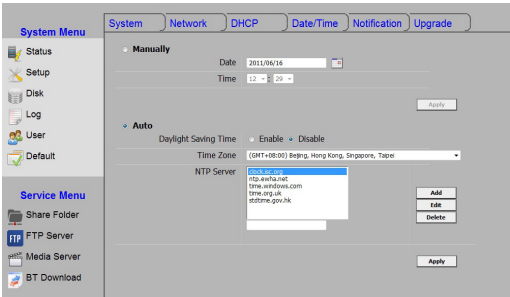 System Network DHCP Date/Time Notification Upgrade
System Menu
Status
Setup
Disk
Log
User
Default
Service Menu
Share Folder
FTP FTP Server
Media Server
BT Download
Manually
Date 2011/06/16
Time 12 : 29
Apply
Auto
Daylight Saving Time Enable Disable
Time Zone (GMT+08:00) Beijing, Hong Kong, Singapore, Taipei
NTP Server clock.isc.org
ntp.ewha.net
time.windows.com
time.org.uk
stdtime.gov.hk
Add
Edit
Delete
Apply